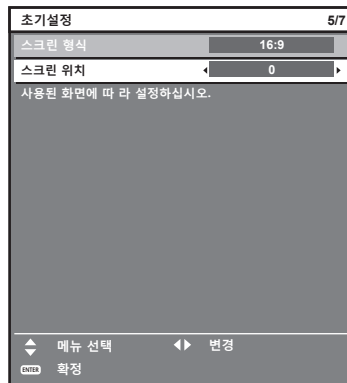 초기설정 5/7
스크린 형식 16:9
스크린 위치 0
사용된 화면에 따 라 설정하십시오.
메뉴 선택 변경
ENTER 확정